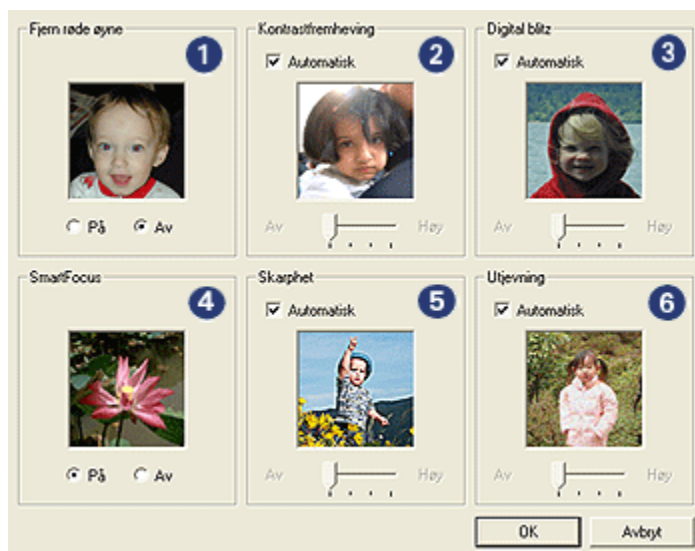 Fjern røde øyne
1
Kontrastfremheving
2
Automatisk
Digital blitz
3
Automatisk
På Av
Av Høy
Av Høy
SmartFocus
4
Skarphet
5
Automatisk
Utjevning
6
Automatisk
På Av
Av Høy
Av Høy
OK Avbryt